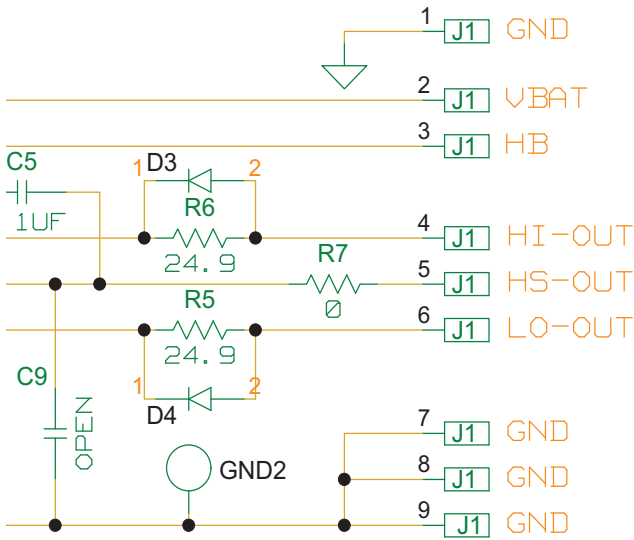 1 J1 GND
2 J1 VBAT
3 J1 HB
C5
1UF
1 D3 2
R6
24.9
4 J1 HI-OUT
R7
0
5 J1 HS-OUT
R5
24.9
6 J1 LO-OUT
1 2
D4
C9
OPEN
7 J1 GND
GND2
8 J1 GND
9 J1 GND